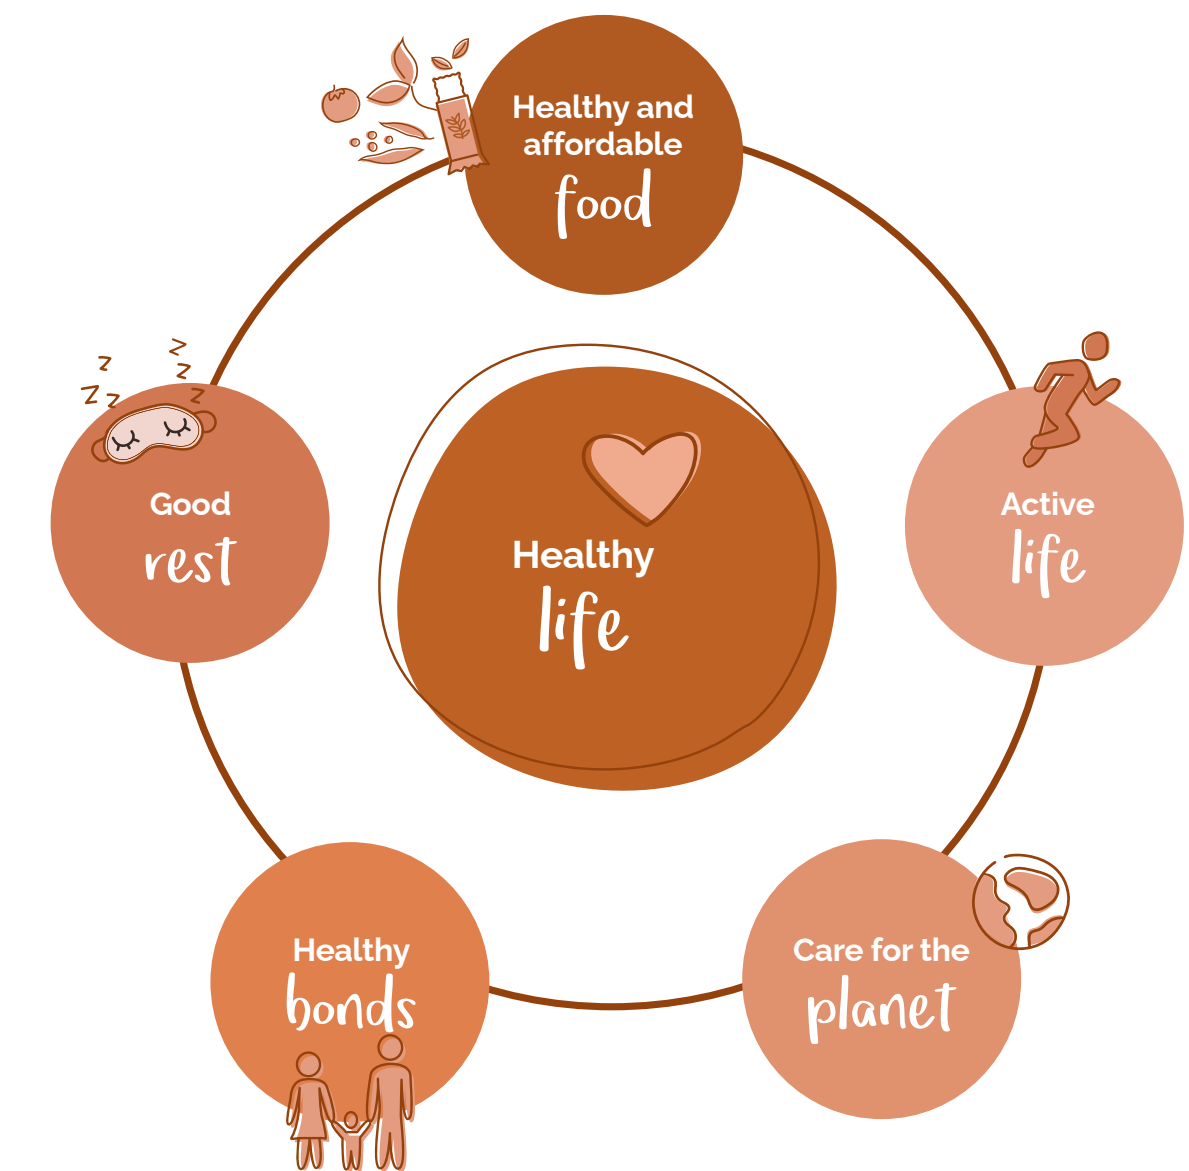 Healthy and
affordable
food
Good
rest
Active
life
Healthy
life
Healthy
bonds
Care for the
planet